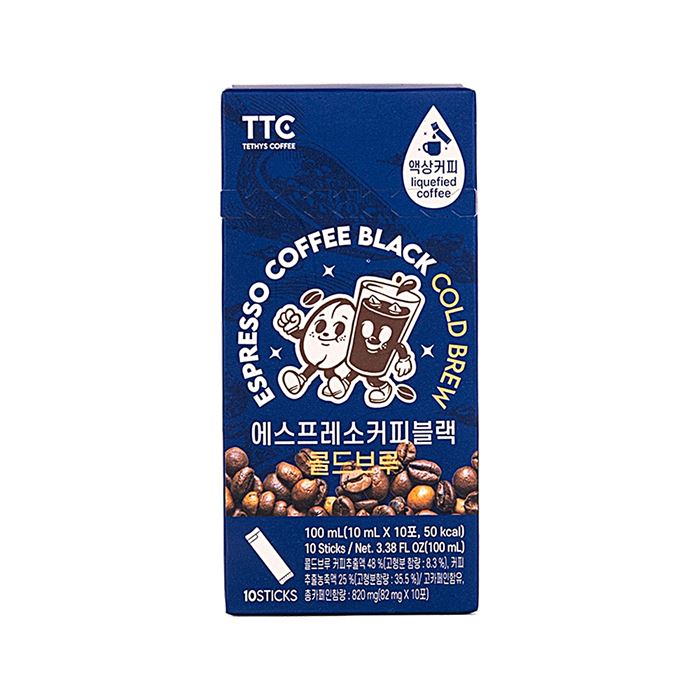 TTC
TETHYS COFFEE
액상커피
liquefied
coffee
ESPRESSO COFFEE BLACK COLD BREW
에스프레소커피블랙
콜드브루
100 mL(10 mL X 10포, 50 kcal)
10 Sticks / Net. 3.38 FL OZ(100 mL)
콜드브루 커피추출액 48 %(고형분 함량 : 8.3 %), 커피
추출농축액 25 %(고형분함량 : 35.5 %)/ 고카페인함유,
총카페인함량 : 820 mg(82 mg X 10포)
10STICKS